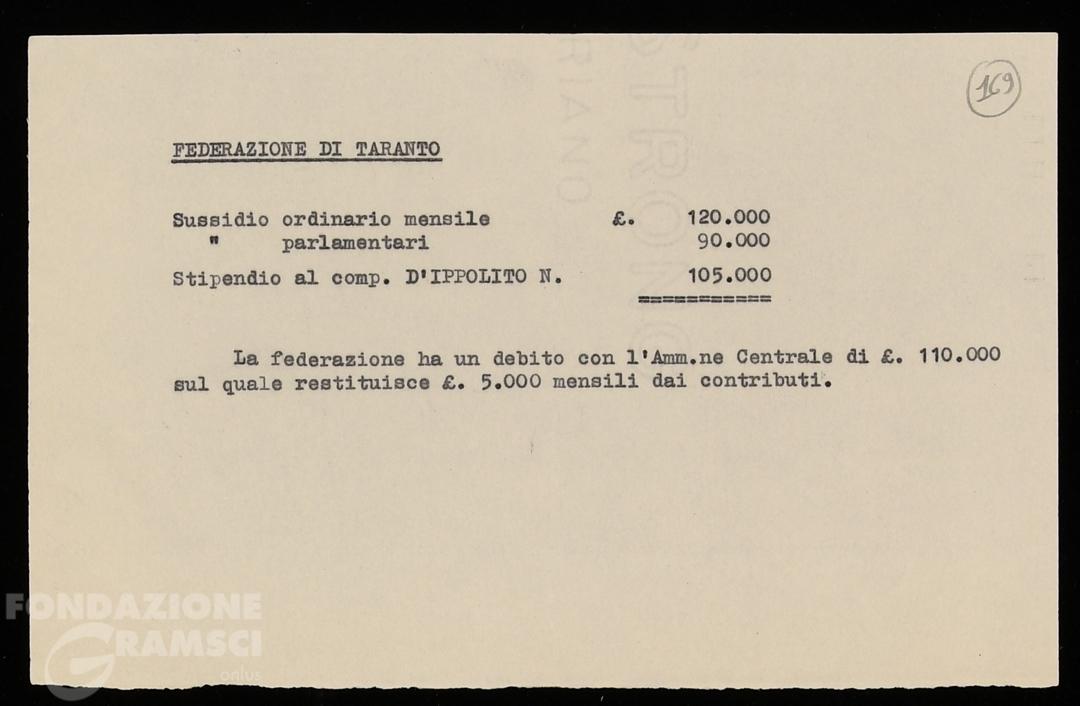 169
FEDERAZIONE DI TARANTO
Sussidio ordinario mensile £. 120.000
" parlamentari 90.000
Stipendio al comp. D'IPPOLITO N. 105.000
===========
La federazione ha un debito con l'Amm.ne Centrale di £. 110.000
sul quale restituisce £. 5.000 mensili dai contributi.
FONDAZIONE
GRAMSCI
onlus